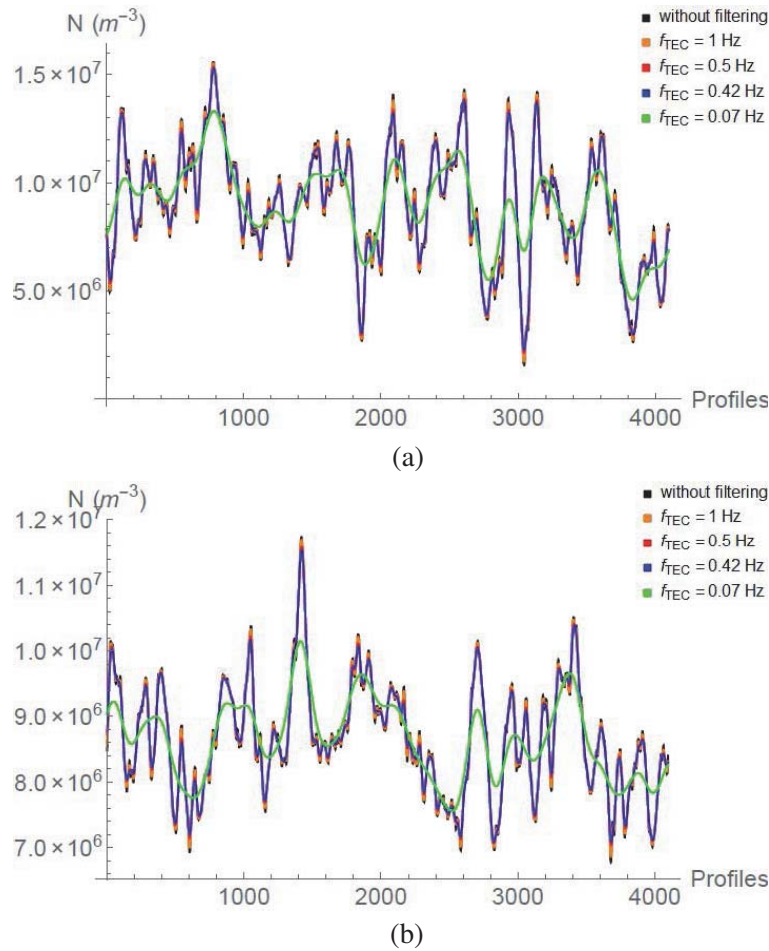 N (m⁻³)
without filtering
f_TEC = 1 Hz
f_TEC = 0.5 Hz
f_TEC = 0.42 Hz
f_TEC = 0.07 Hz
1.5 × 10⁷
1.0 × 10⁷
5.0 × 10⁶
1000 2000 3000 4000
Profiles
(a)
N (m⁻³)
without filtering
f_TEC = 1 Hz
f_TEC = 0.5 Hz
f_TEC = 0.42 Hz
f_TEC = 0.07 Hz
1.2 × 10⁷
1.1 × 10⁷
1.0 × 10⁷
9.0 × 10⁶
8.0 × 10⁶
7.0 × 10⁶
Profiles
1000 2000 3000 4000
(b)